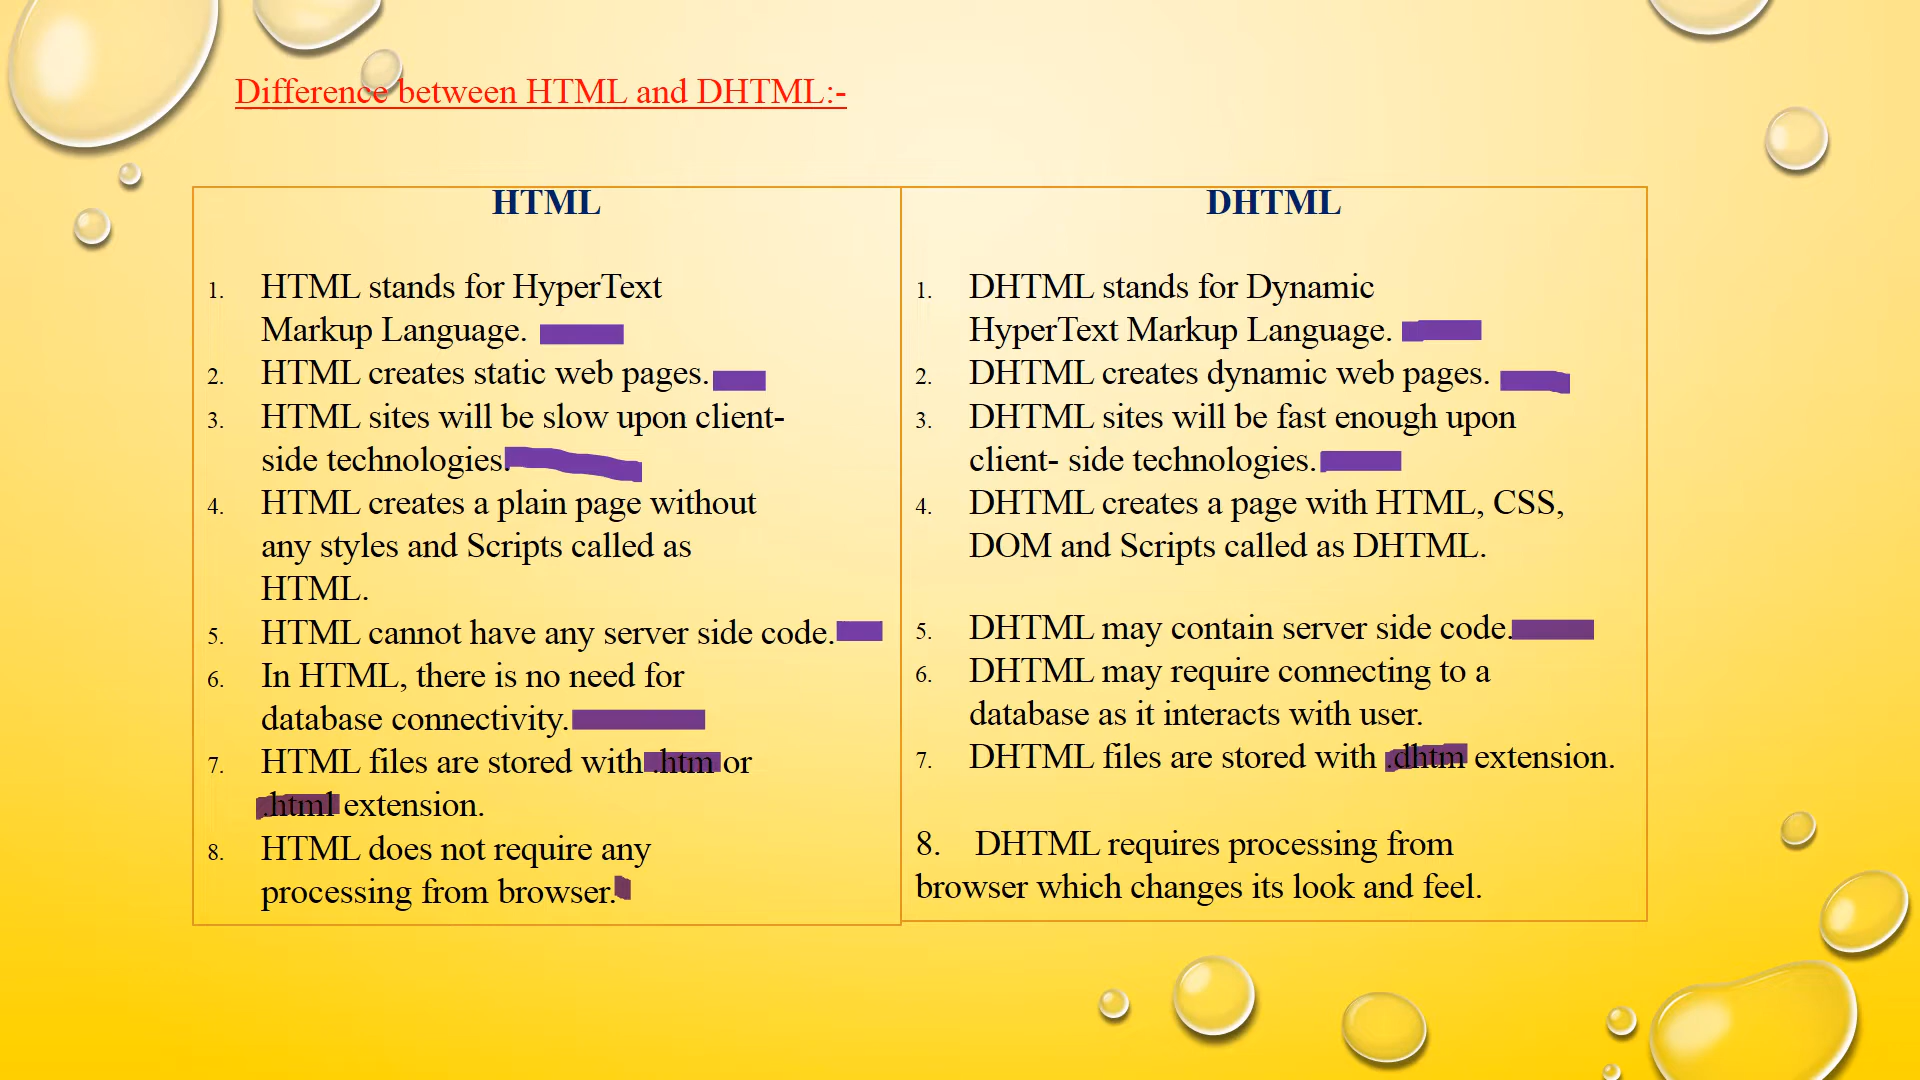 Difference between HTML and DHTML:-
HTML
1. HTML stands for HyperText
Markup Language.
2. HTML creates static web pages.
3. HTML sites will be slow upon client-
side technologies.
4. HTML creates a plain page without
any styles and Scripts called as
HTML.
5. HTML cannot have any server side code.
6. In HTML, there is no need for
database connectivity.
7. HTML files are stored with .htm or
.html extension.
8. HTML does not require any
processing from browser.
DHTML
1. DHTML stands for Dynamic
HyperText Markup Language.
2. DHTML creates dynamic web pages.
3. DHTML sites will be fast enough upon
client- side technologies.
4. DHTML creates a page with HTML, CSS,
DOM and Scripts called as DHTML.
5. DHTML may contain server side code.
6. DHTML may require connecting to a
database as it interacts with user.
7. DHTML files are stored with .dhtm extension.
8. DHTML requires processing from
browser which changes its look and feel.